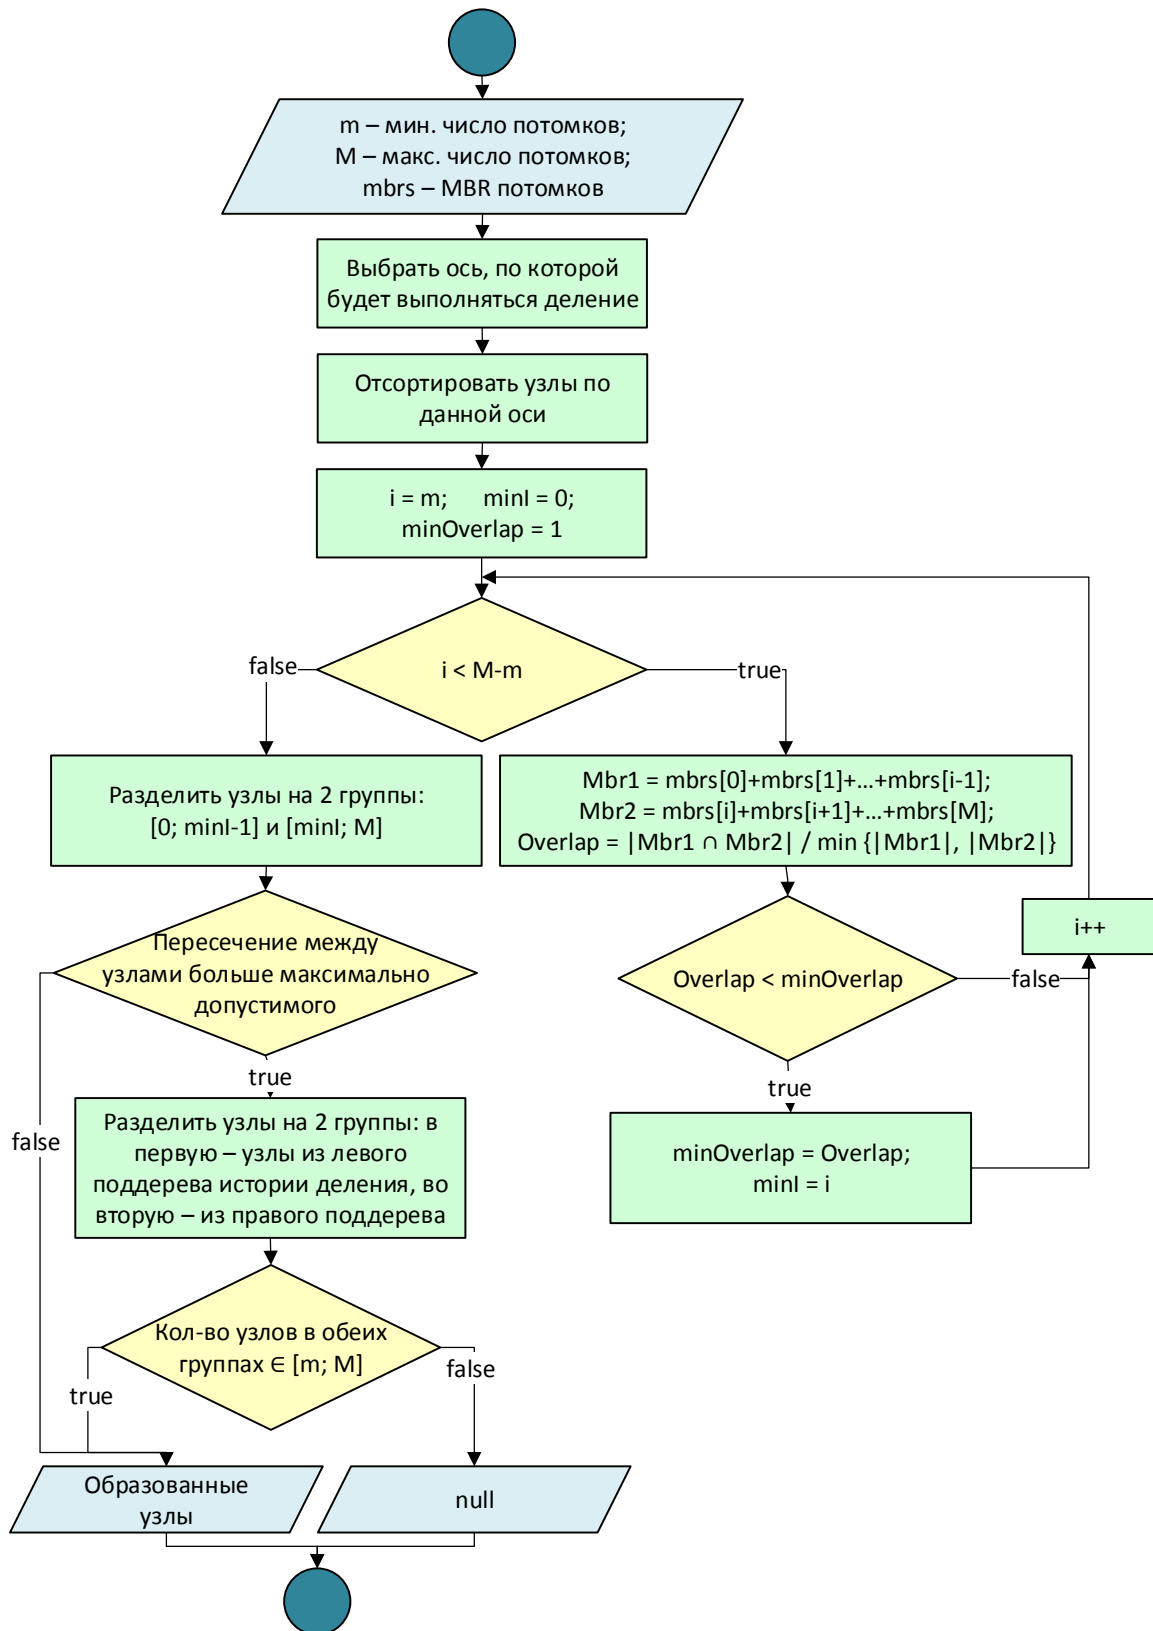 m – мин. число потомков;
M – макс. число потомков;
mbrs – MBR потомков
Выбрать ось, по которой
будет выполняться деление
Отсортировать узлы по
данной оси
i = m; minI = 0;
minOverlap = 1
i < M-m
false
true
Разделить узлы на 2 группы:
[0; minI-1] и [minI; M]
Mbr1 = mbrs[0]+mbrs[1]+…+mbrs[i-1];
Mbr2 = mbrs[i]+mbrs[i+1]+…+mbrs[M];
Overlap = |Mbr1 ∩ Mbr2| / min {|Mbr1|, |Mbr2|}
i++
Пересечение между
узлами больше максимально
допустимого
Overlap < minOverlap
false
true
true
false
Разделить узлы на 2 группы: в
первую – узлы из левого
поддерева истории деления, во
вторую – из правого поддерева
minOverlap = Overlap;
minI = i
Кол-во узлов в обеих
группах ∈ [m; M]
true
false
Образованные
узлы
null